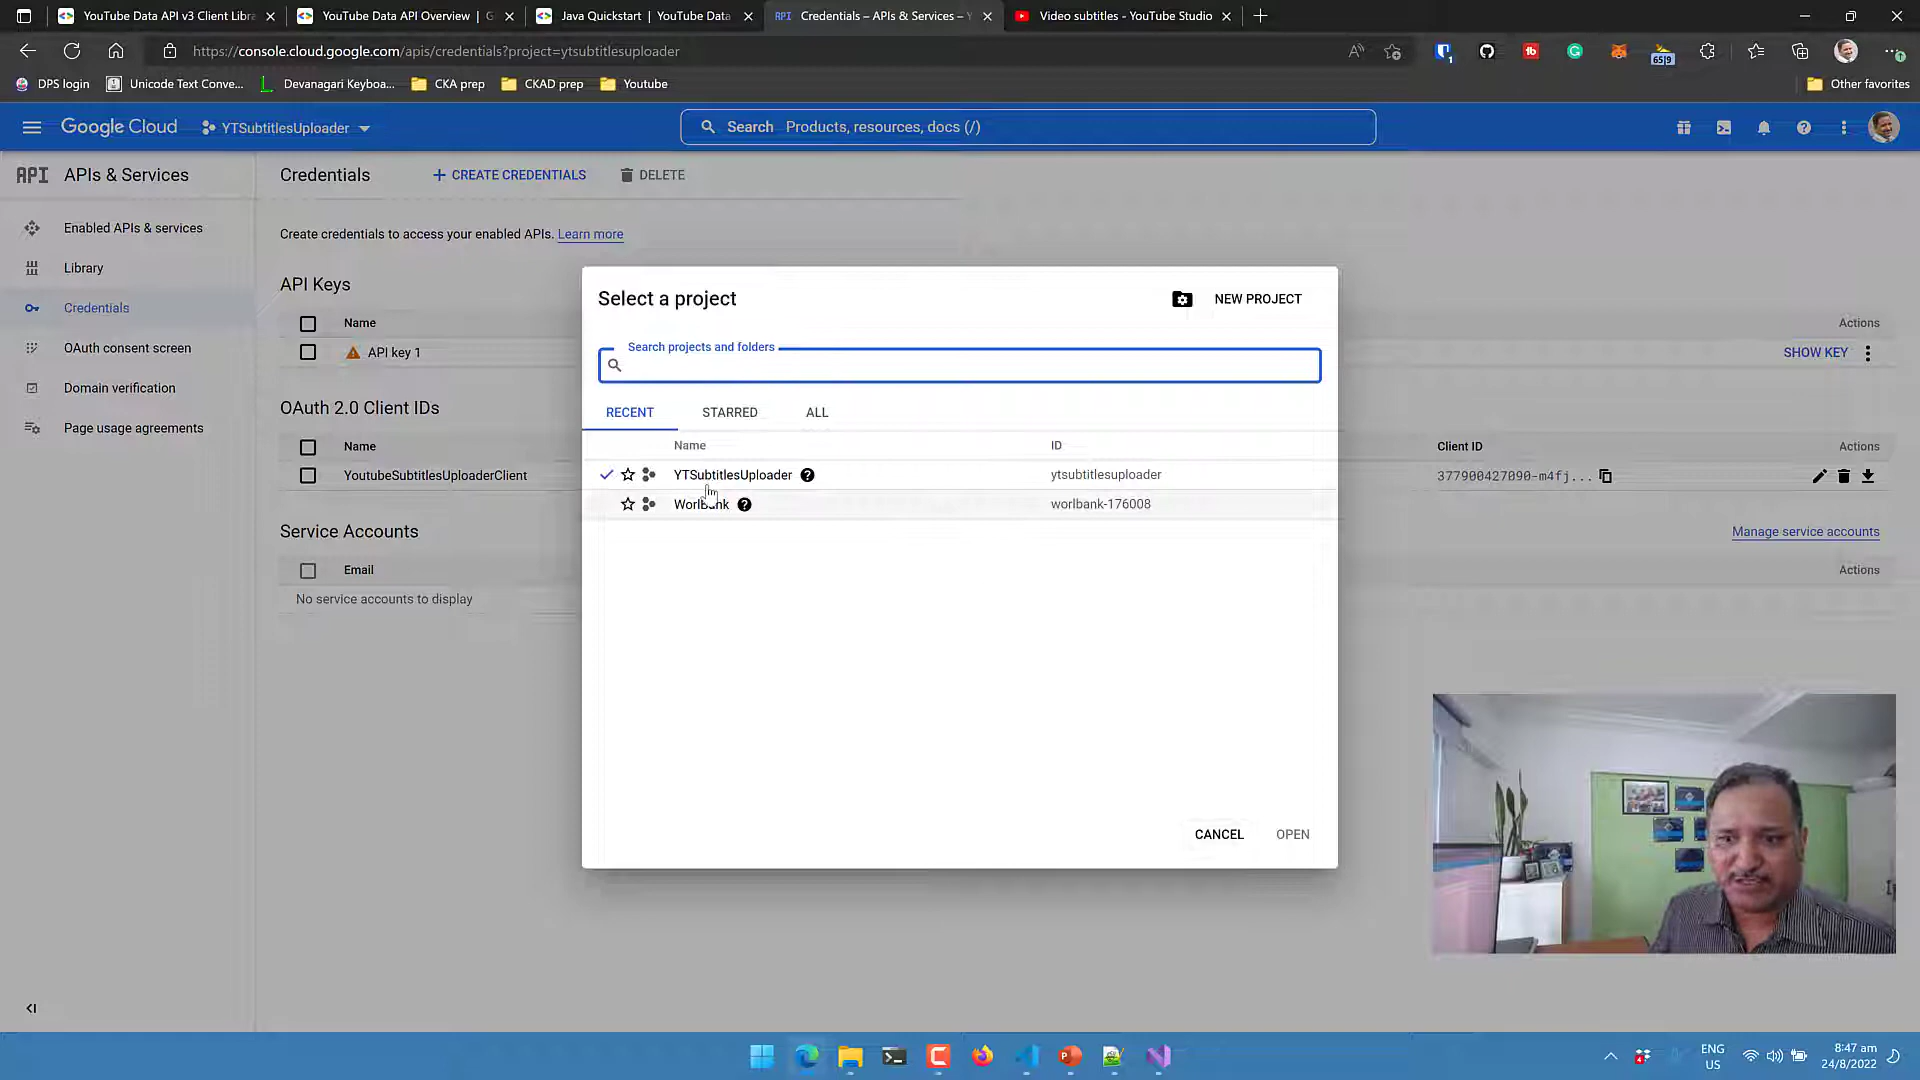 YouTube Data API v3 Client Libra
YouTube Data API Overview | G
Java Quickstart | YouTube Data
API Credentials – APIs & Services – Y
Video subtitles - YouTube Studio
https://console.cloud.google.com/apis/credentials?project=ytsubtitlesuploader
65|9
DPS login
Unicode Text Conve...
Devanagari Keyboa...
CKA prep
CKAD prep
Youtube
Other favorites
Google Cloud
YTSubtitlesUploader
Search Products, resources, docs (/)
API APIs & Services
Credentials
+ CREATE CREDENTIALS
DELETE
Enabled APIs & services
Library
Credentials
OAuth consent screen
Domain verification
Page usage agreements
Create credentials to access your enabled APIs. Learn more
API Keys
Name
Actions
API key 1
SHOW KEY
OAuth 2.0 Client IDs
Name
Client ID
Actions
YoutubeSubtitlesUploaderClient
377900427090-m4fj...
Service Accounts
Manage service accounts
Email
Actions
No service accounts to display
Select a project
NEW PROJECT
Search projects and folders
RECENT
STARRED
ALL
Name
ID
YTSubtitlesUploader
ytsubtitlesuploader
WorlBank
worlbank-176008
CANCEL
OPEN
ENG
US
8:47 am
24/8/2022